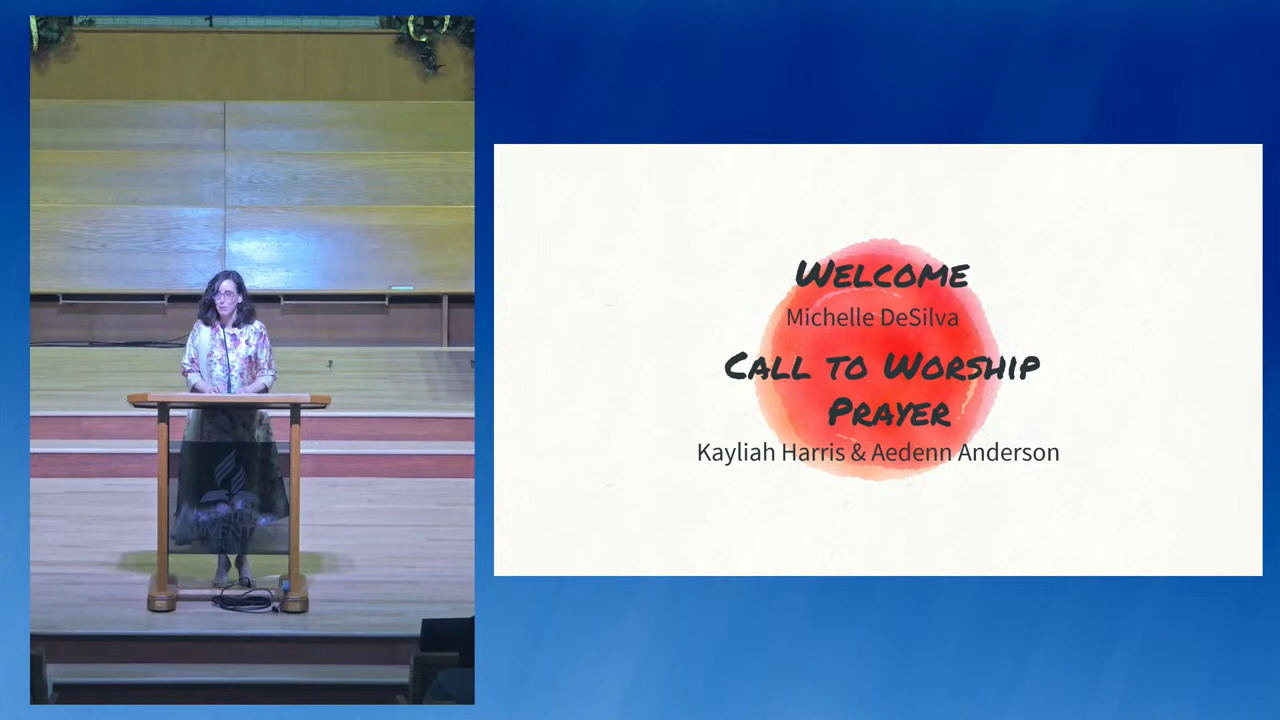 Welcome
Michelle DeSilva
Call to Worship
Prayer
Kayliah Harris & Aedenn Anderson